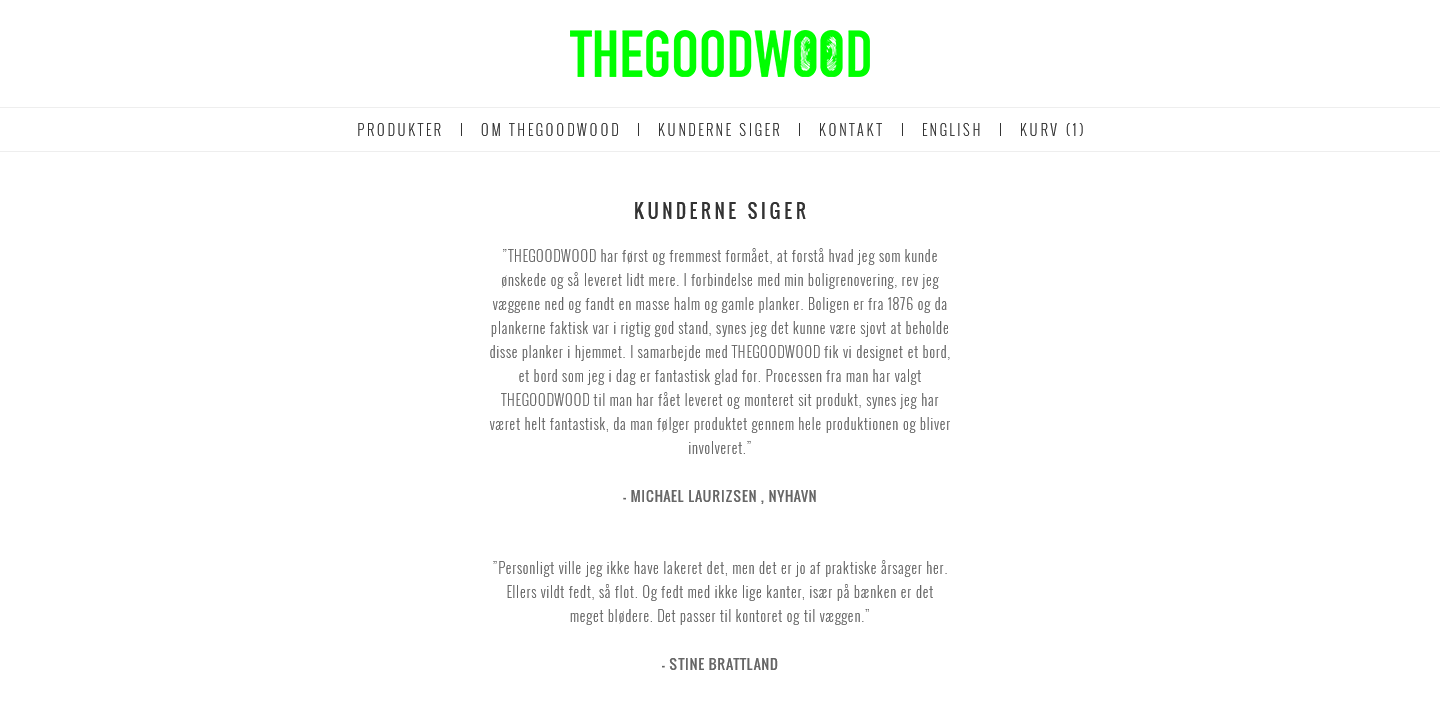 THEGOODWOOD
PRODUKTER | OM THEGOODWOOD | KUNDERNE SIGER | KONTAKT | ENGLISH | KURV (1)
KUNDERNE SIGER
”THEGOODWOOD har først og fremmest formået, at forstå hvad jeg som kunde
ønskede og så leveret lidt mere. I forbindelse med min boligrenovering, rev jeg
væggene ned og fandt en masse halm og gamle planker. Boligen er fra 1876 og da
plankerne faktisk var i rigtig god stand, synes jeg det kunne være sjovt at beholde
disse planker i hjemmet. I samarbejde med THEGOODWOOD fik vi designet et bord,
et bord som jeg i dag er fantastisk glad for. Processen fra man har valgt
THEGOODWOOD til man har fået leveret og monteret sit produkt, synes jeg har
været helt fantastisk, da man følger produktet gennem hele produktionen og bliver
involveret.”
- MICHAEL LAURIZSEN , NYHAVN
”Personligt ville jeg ikke have lakeret det, men det er jo af praktiske årsager her.
Ellers vildt fedt, så flot. Og fedt med ikke lige kanter, især på bænken er det
meget blødere. Det passer til kontoret og til væggen.”
- STINE BRATTLAND